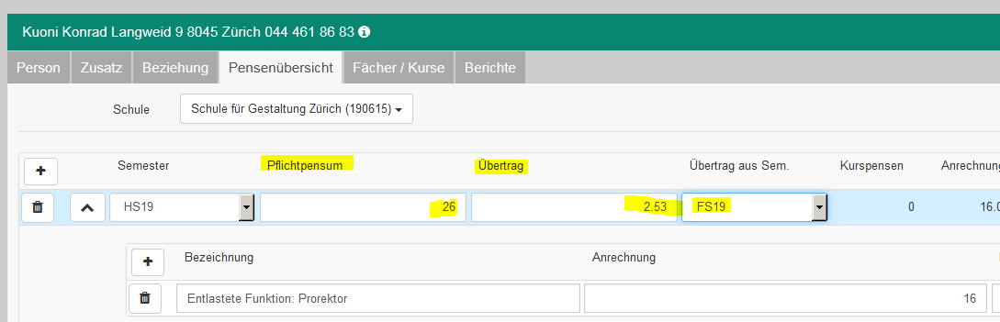 Kuoni Konrad Langweid 9 8045 Zürich 044 461 86 83
Person Zusatz Beziehung Pensenübersicht Fächer / Kurse Berichte
Schule Schule für Gestaltung Zürich (190615)
Semester Pflichtpensum Übertrag Übertrag aus Sem. Kurspensen Anrechnung
HS19 26 2.53 FS19 0 16.0
Bezeichnung Anrechnung
Entlastete Funktion: Prorektor 16